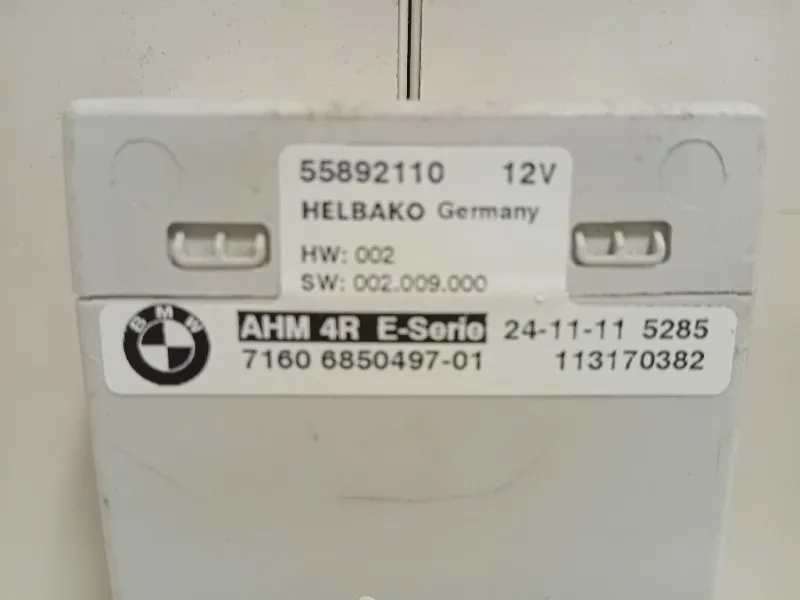 55892110 12V
HELBAKO Germany
HW: 002
SW: 002.009.000
BMW
AHM 4R E-Serie 24-11-11 5285
7160 6850497-01 113170382